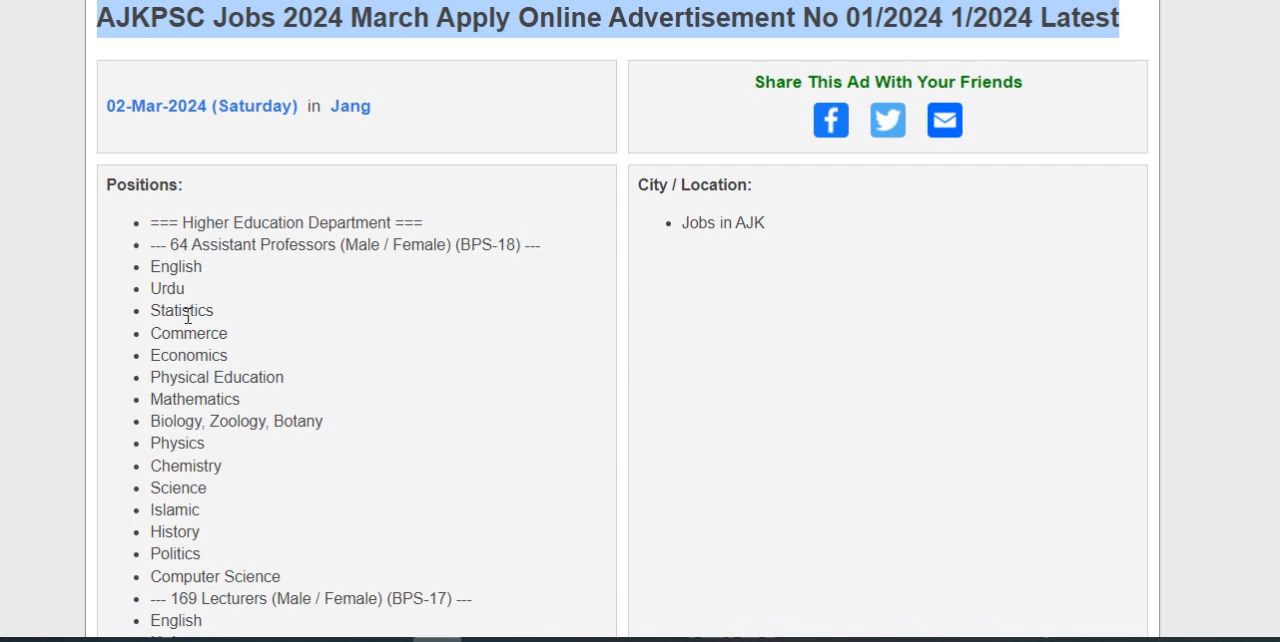 AJKPSC Jobs 2024 March Apply Online Advertisement No 01/2024 1/2024 Latest
02-Mar-2024 (Saturday) in Jang
Share This Ad With Your Friends
Positions:
=== Higher Education Department ===
--- 64 Assistant Professors (Male / Female) (BPS-18) ---
English
Urdu
Statistics
Commerce
Economics
Physical Education
Mathematics
Biology, Zoology, Botany
Physics
Chemistry
Science
Islamic
History
Politics
Computer Science
--- 169 Lecturers (Male / Female) (BPS-17) ---
English
City / Location:
Jobs in AJK